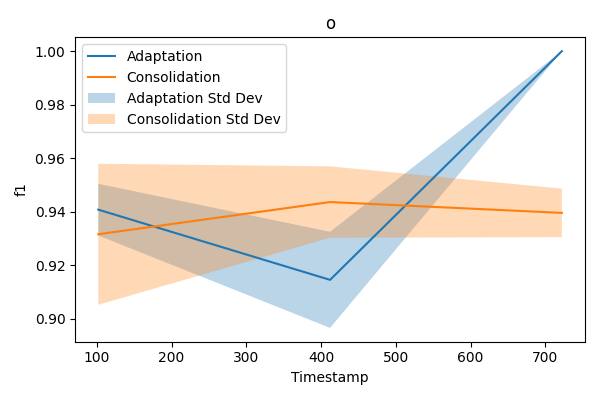 o
1.00
0.98
0.96
0.94
0.92
0.90
f1
Adaptation
Consolidation
Adaptation Std Dev
Consolidation Std Dev
100 200 300 400 500 600 700
Timestamp